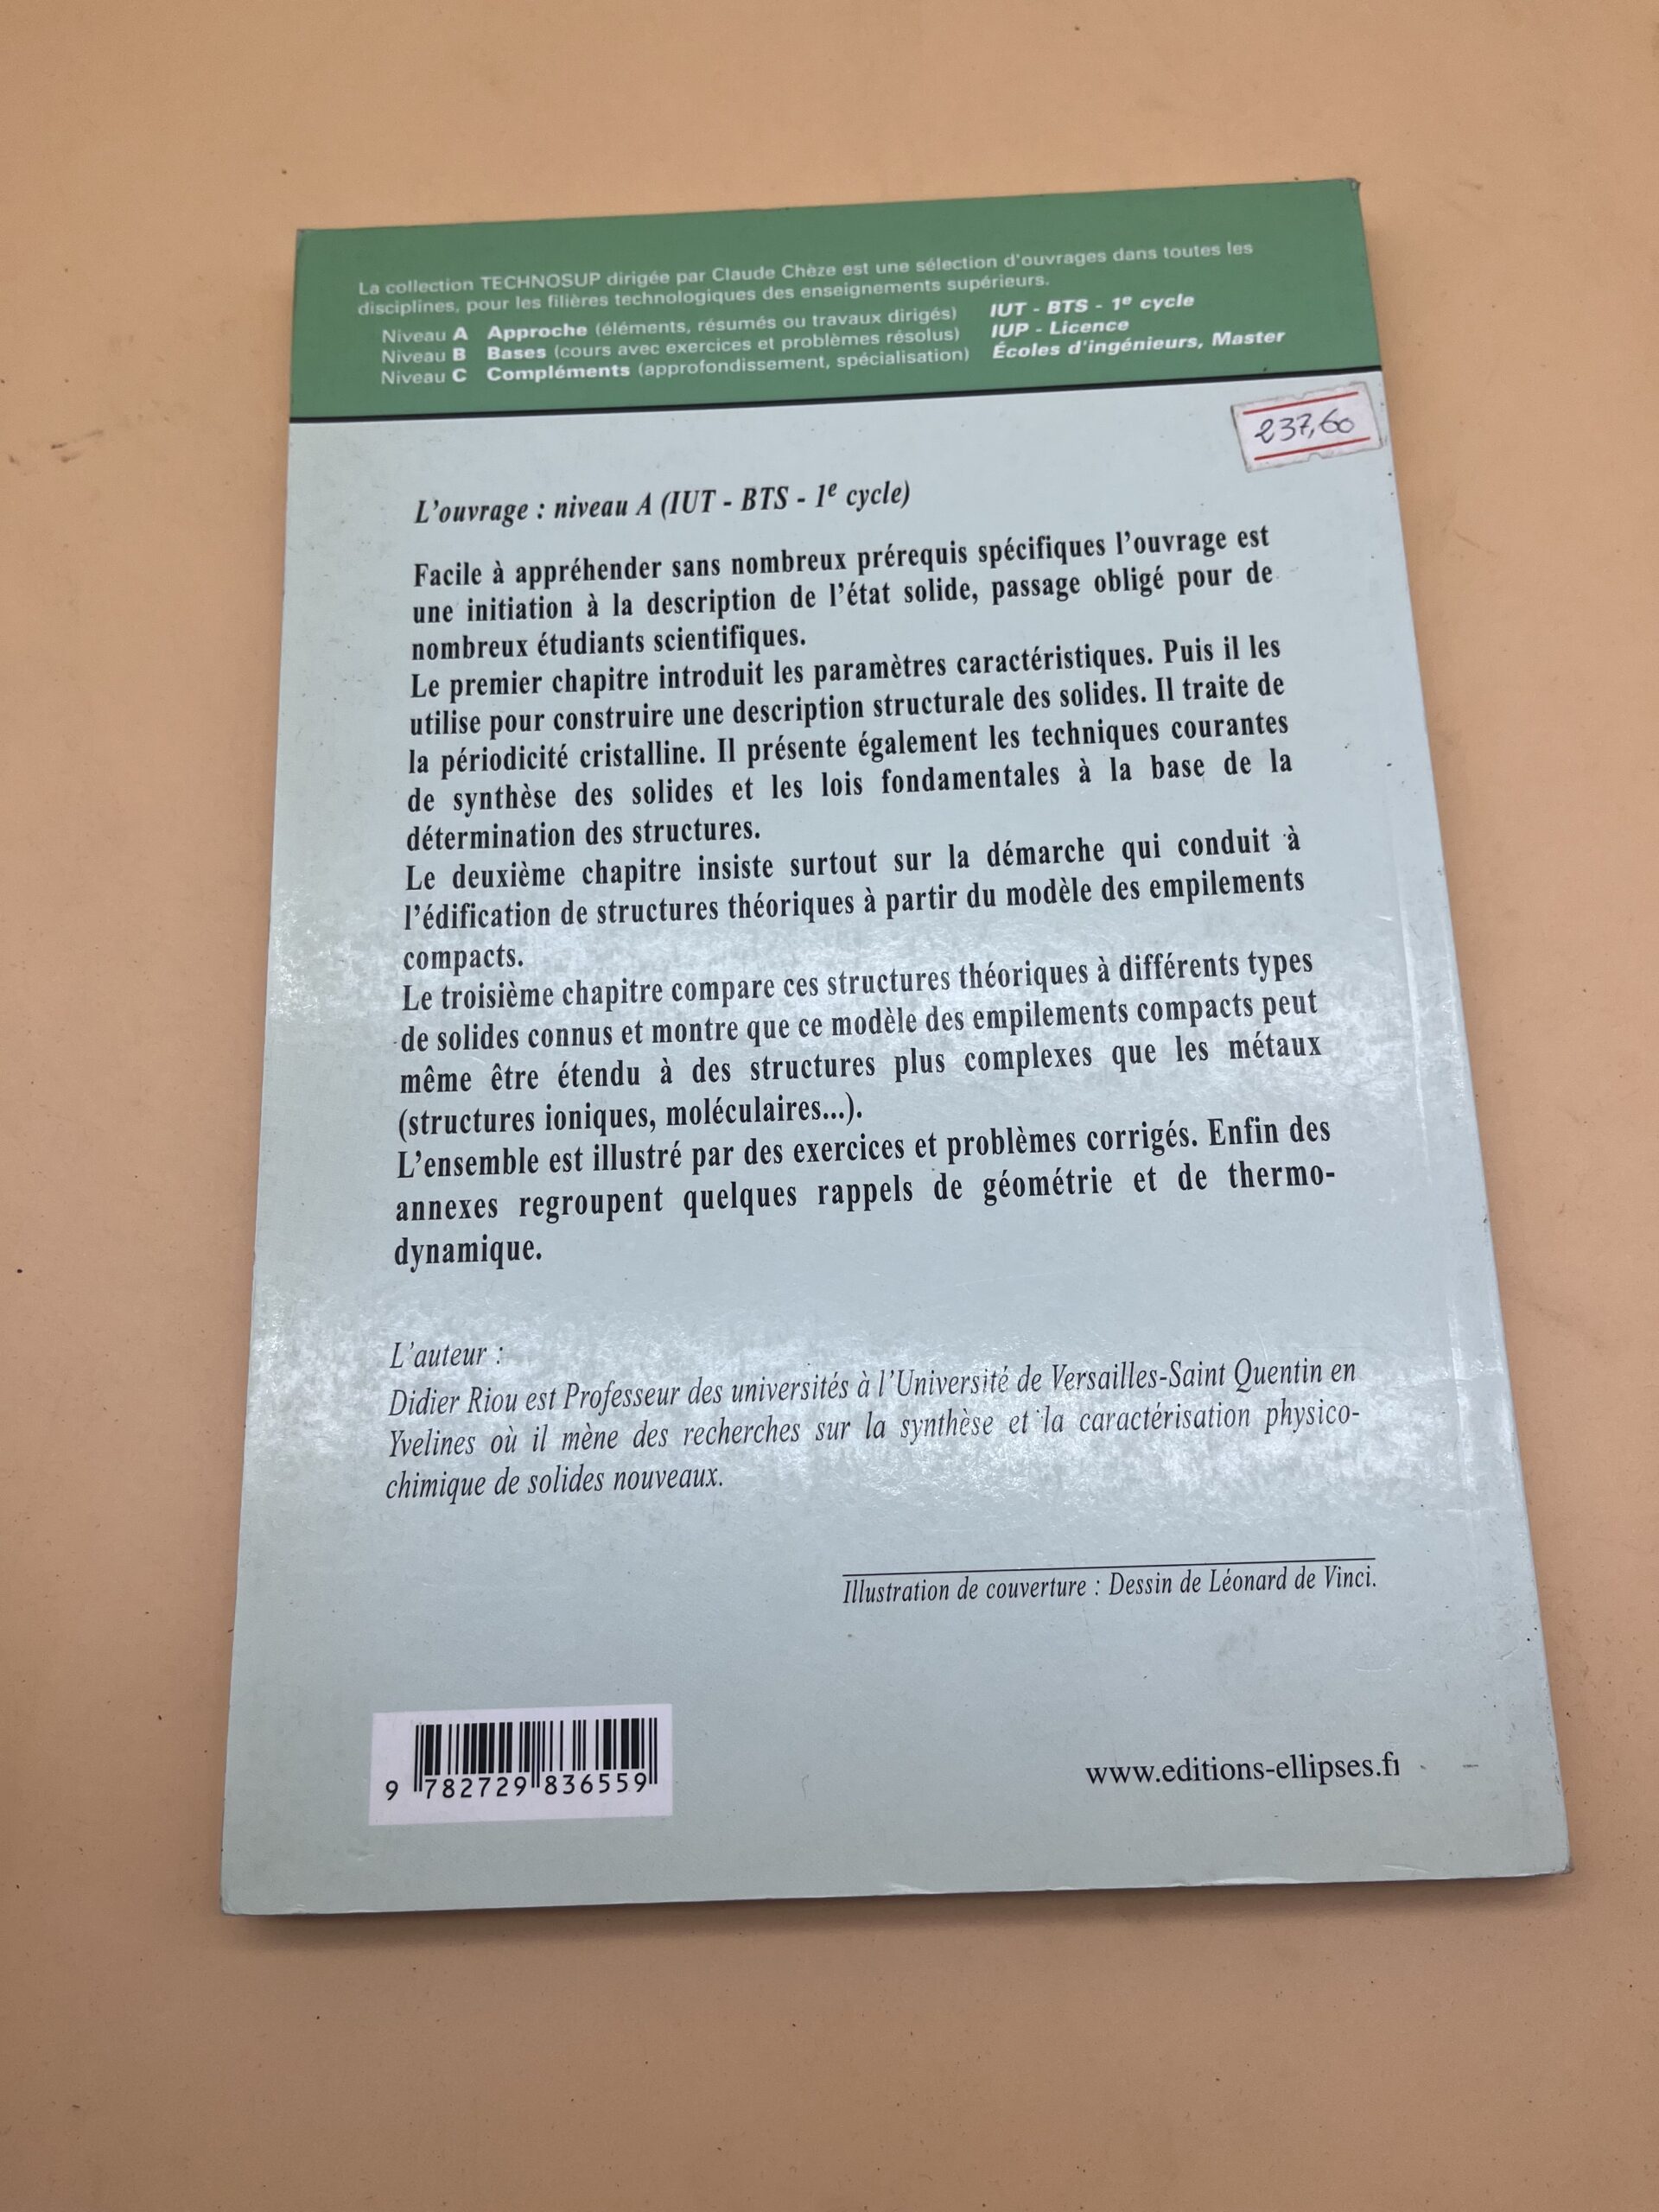 La collection TECHNOSUP dirigée par Claude Chèze est une sélection d'ouvrages dans toutes les
disciplines, pour les filières technologiques des enseignements supérieurs.
Niveau A Approche (éléments, résumés ou travaux dirigés) IUT - BTS - 1e cycle
Niveau B Bases (cours avec exercices et problèmes résolus) IUP - Licence
Niveau C Compléments (approfondissement, spécialisation) Écoles d'ingénieurs, Master
237,60
L'ouvrage : niveau A (IUT - BTS - 1e cycle)
Facile à appréhender sans nombreux prérequis spécifiques l'ouvrage est
une initiation à la description de l'état solide, passage obligé pour de
nombreux étudiants scientifiques.
Le premier chapitre introduit les paramètres caractéristiques. Puis il les
utilise pour construire une description structurale des solides. Il traite de
la périodicité cristalline. Il présente également les techniques courantes
de synthèse des solides et les lois fondamentales à la base de la
détermination des structures.
Le deuxième chapitre insiste surtout sur la démarche qui conduit à
l'édification de structures théoriques à partir du modèle des empilements
compacts.
Le troisième chapitre compare ces structures théoriques à différents types
de solides connus et montre que ce modèle des empilements compacts peut
même être étendu à des structures plus complexes que les métaux
(structures ioniques, moléculaires...).
L'ensemble est illustré par des exercices et problèmes corrigés. Enfin des
annexes regroupent quelques rappels de géométrie et de thermo-
dynamique.
L'auteur :
Didier Riou est Professeur des universités à l'Université de Versailles-Saint Quentin en
Yvelines où il mène des recherches sur la synthèse et la caractérisation physico-
chimique de solides nouveaux.
Illustration de couverture : Dessin de Léonard de Vinci.
9 782729 836559
www.editions-ellipses.fr